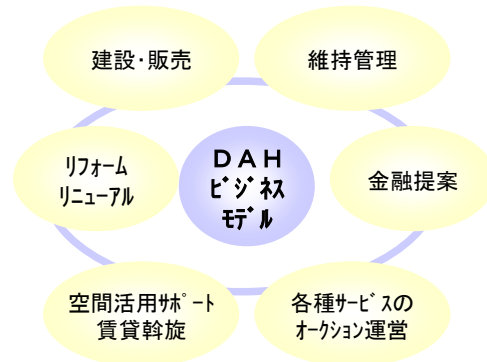 建設・販売
維持管理
リフォーム
リニューアル
ＤＡＨ
ﾋﾞｼﾞﾈｽ
ﾓﾃﾞﾙ
金融提案
空間活用ｻﾎﾟｰﾄ
賃貸斡旋
各種ｻｰﾋﾞｽの
ｵｰｸｼｮﾝ運営